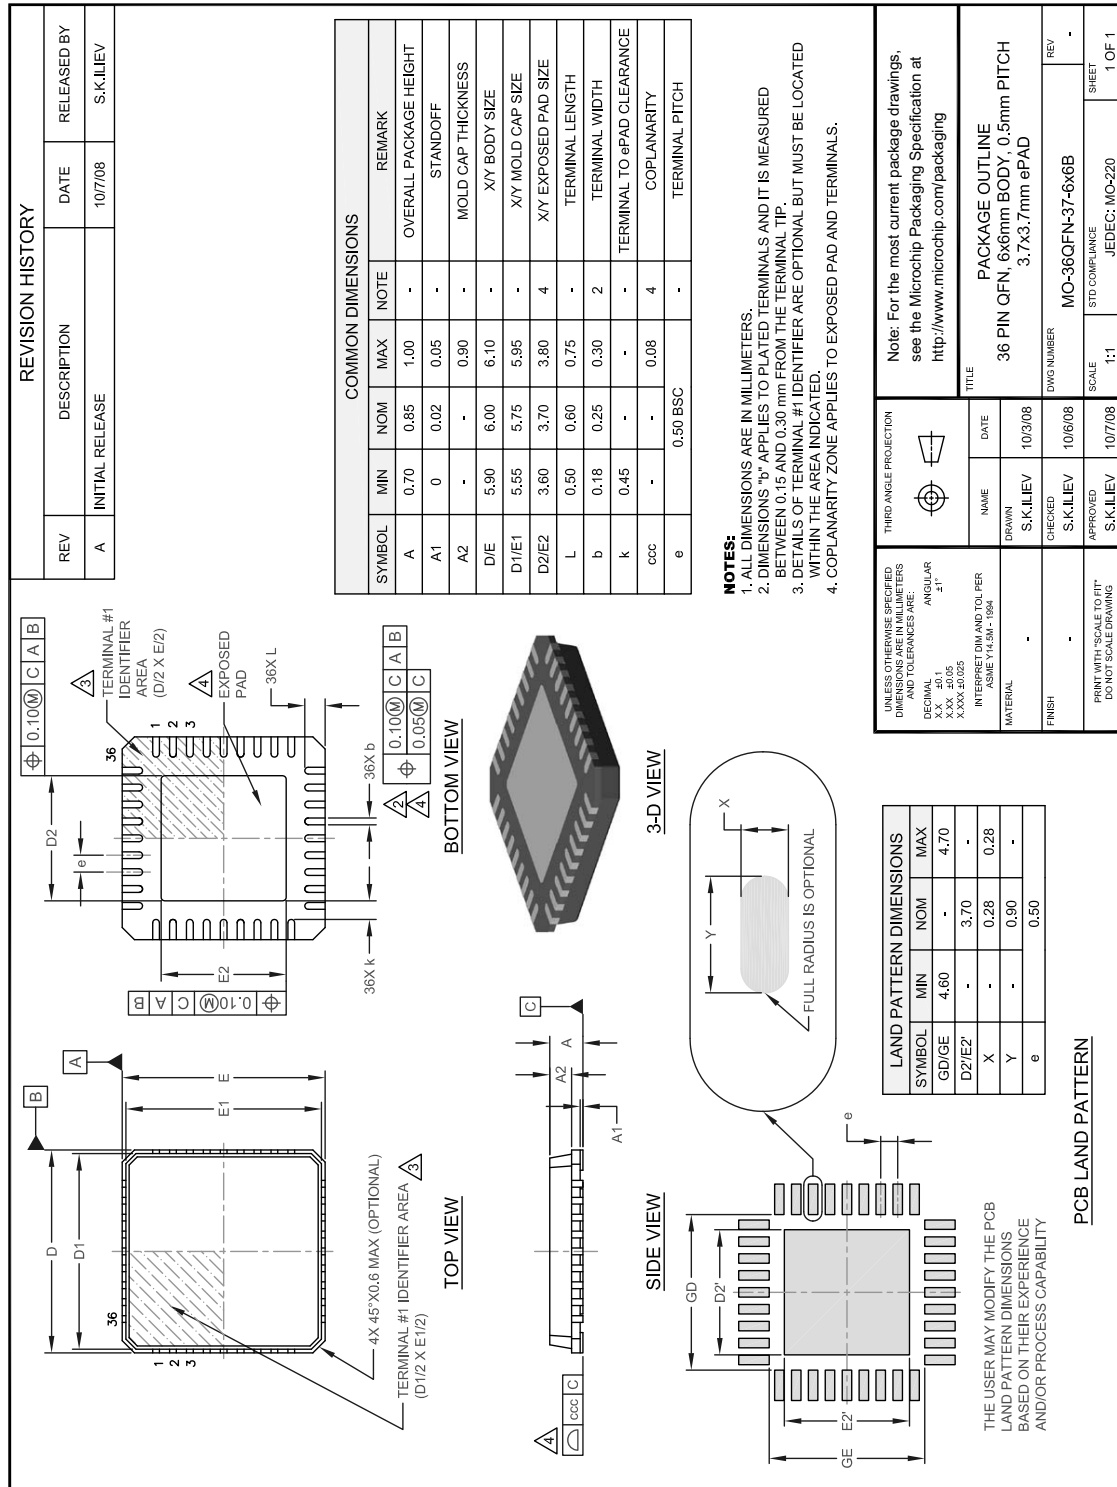 REVISION HISTORY
REV DESCRIPTION DATE RELEASED BY
A INITIAL RELEASE 10/7/08 S.K.ILIEV
B
A
D
D1
E1
E
36
1
2
3
4X 45°X0.6 MAX (OPTIONAL)
TERMINAL #1 IDENTIFIER AREA 3
(D1/2 X E1/2)
TOP VIEW
B A C Ⓜ 0.10 ⌖
D2
e
E2
⌖ 0.10Ⓜ C A B
36
1
2
3
3
TERMINAL #1
IDENTIFIER
AREA
(D/2 X E/2)
4
EXPOSED
PAD
36X L
36X k
36X b
2
4
⌖ 0.10Ⓜ C A B
0.05Ⓜ C
BOTTOM VIEW
COMMON DIMENSIONS
SYMBOL MIN NOM MAX NOTE REMARK
A 0.70 0.85 1.00 - OVERALL PACKAGE HEIGHT
A1 0 0.02 0.05 - STANDOFF
A2 - - 0.90 - MOLD CAP THICKNESS
D/E 5.90 6.00 6.10 - X/Y BODY SIZE
D1/E1 5.55 5.75 5.95 - X/Y MOLD CAP SIZE
D2/E2 3.60 3.70 3.80 4 X/Y EXPOSED PAD SIZE
L 0.50 0.60 0.75 - TERMINAL LENGTH
b 0.18 0.25 0.30 2 TERMINAL WIDTH
k 0.45 - - - TERMINAL TO ePAD CLEARANCE
ccc - - 0.08 4 COPLANARITY
e 0.50 BSC - TERMINAL PITCH
4
⌓ ccc C
A1
A2
A
C
SIDE VIEW
3-D VIEW
NOTES:
1. ALL DIMENSIONS ARE IN MILLIMETERS.
2. DIMENSIONS "b" APPLIES TO PLATED TERMINALS AND IT IS MEASURED
BETWEEN 0.15 AND 0.30 mm FROM THE TERMINAL TIP.
3. DETAILS OF TERMINAL #1 IDENTIFIER ARE OPTIONAL BUT MUST BE LOCATED
WITHIN THE AREA INDICATED.
4. COPLANARITY ZONE APPLIES TO EXPOSED PAD AND TERMINALS.
GD
D2'
GE
E2'
e
Y
X
FULL RADIUS IS OPTIONAL
LAND PATTERN DIMENSIONS
SYMBOL MIN NOM MAX
GD/GE 4.60 - 4.70
D2'/E2' - 3.70 -
X - 0.28 0.28
Y - 0.90 -
e 0.50
THE USER MAY MODIFY THE PCB
LAND PATTERN DIMENSIONS
BASED ON THEIR EXPERIENCE
AND/OR PROCESS CAPABILITY
PCB LAND PATTERN
UNLESS OTHERWISE SPECIFIED
DIMENSIONS ARE IN MILLIMETERS
AND TOLERANCES ARE:
DECIMAL ANGULAR
X.X ±0.1 ±1°
X.XX ±0.05
X.XXX ±0.025
INTERPRET DIM AND TOL PER
ASME Y14.5M - 1994
MATERIAL
-
FINISH
-
PRINT WITH "SCALE TO FIT"
DO NOT SCALE DRAWING
THIRD ANGLE PROJECTION
NAME DATE
DRAWN
S.K.ILIEV 10/3/08
CHECKED
S.K.ILIEV 10/6/08
APPROVED
S.K.ILIEV 10/7/08
Note: For the most current package drawings,
see the Microchip Packaging Specification at
http://www.microchip.com/packaging
TITLE
PACKAGE OUTLINE
36 PIN QFN, 6x6mm BODY, 0.5mm PITCH
3.7x3.7mm ePAD
DWG NUMBER REV
MO-36QFN-37-6x6B -
SCALE STD COMPLIANCE SHEET
1:1 JEDEC: MO-220 1 OF 1